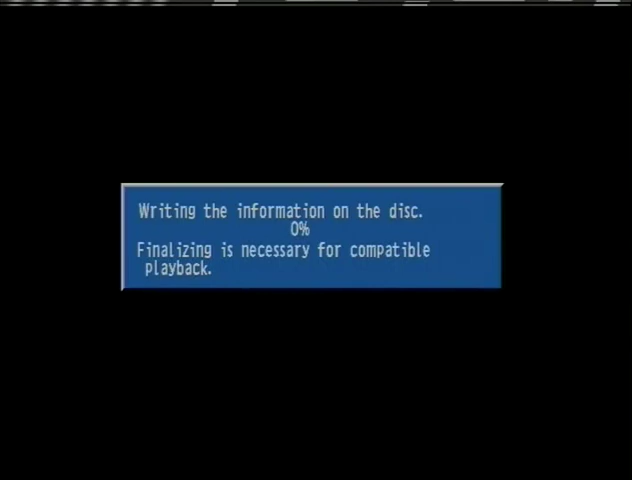 Writing the information on the disc.
0%
Finalizing is necessary for compatible
playback.